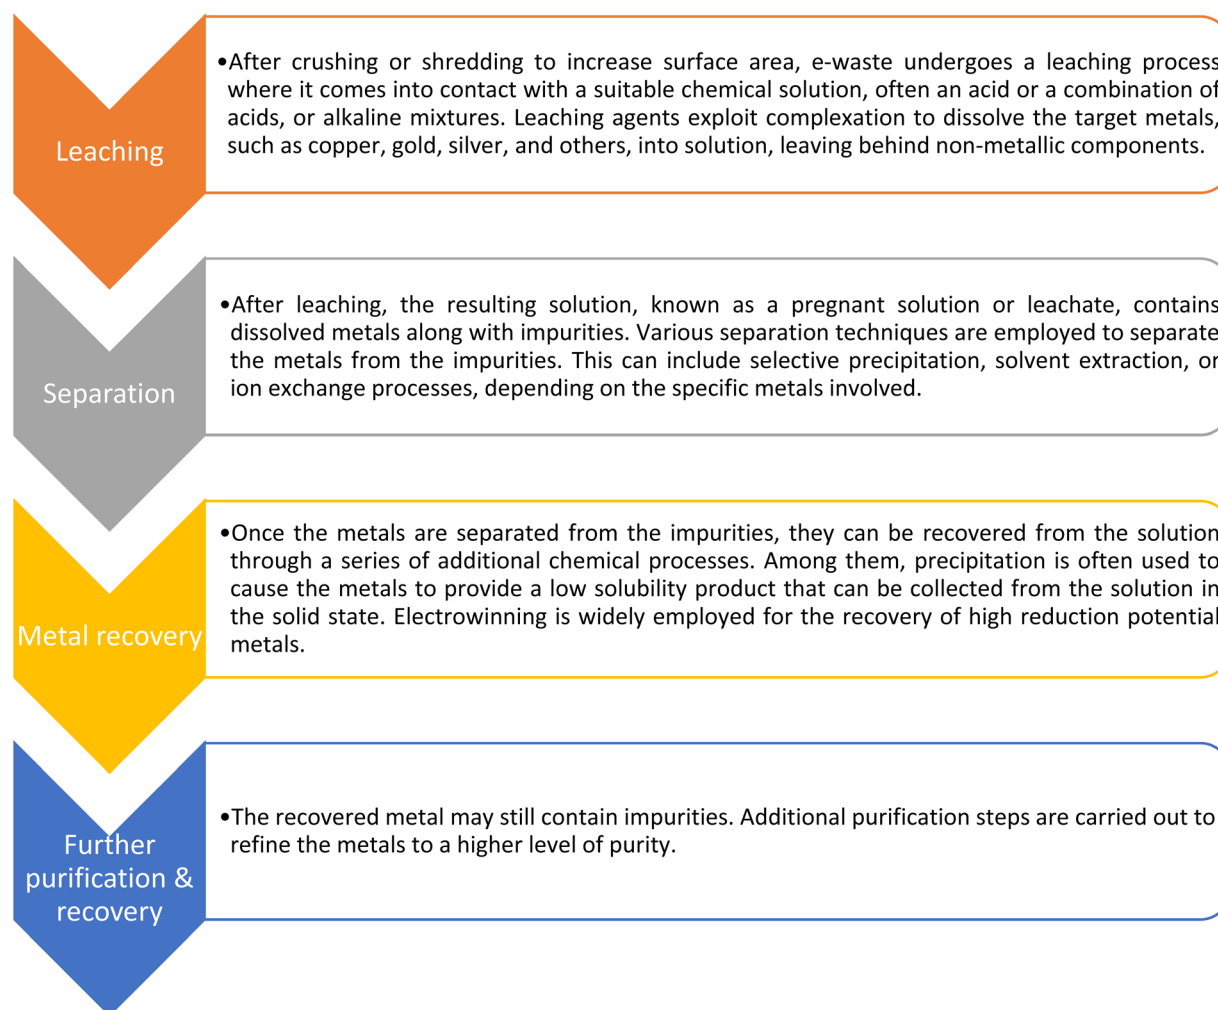 Leaching
•After crushing or shredding to increase surface area, e-waste undergoes a leaching process
where it comes into contact with a suitable chemical solution, often an acid or a combination of
acids, or alkaline mixtures. Leaching agents exploit complexation to dissolve the target metals,
such as copper, gold, silver, and others, into solution, leaving behind non-metallic components.
Separation
•After leaching, the resulting solution, known as a pregnant solution or leachate, contains
dissolved metals along with impurities. Various separation techniques are employed to separate
the metals from the impurities. This can include selective precipitation, solvent extraction, or
ion exchange processes, depending on the specific metals involved.
Metal recovery
•Once the metals are separated from the impurities, they can be recovered from the solution
through a series of additional chemical processes. Among them, precipitation is often used to
cause the metals to provide a low solubility product that can be collected from the solution in
the solid state. Electrowinning is widely employed for the recovery of high reduction potential
metals.
Further
purification &
recovery
•The recovered metal may still contain impurities. Additional purification steps are carried out to
refine the metals to a higher level of purity.